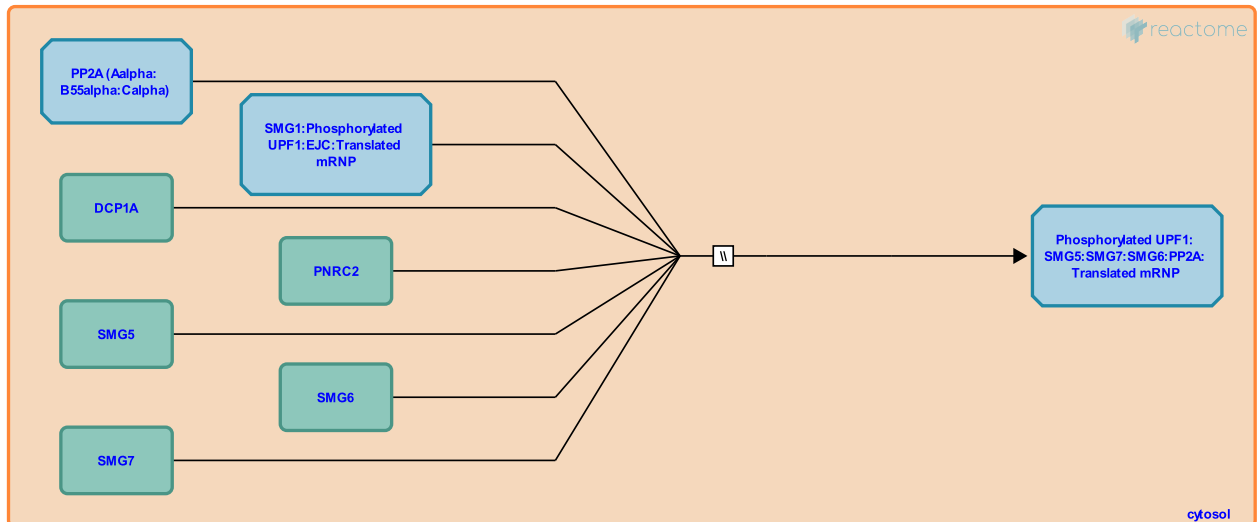 reactome
PP2A (Aalpha:
B55alpha:Calpha)
SMG1:Phosphorylated
UPF1:EJC:Translated
mRNP
DCP1A
PNRC2
SMG5
SMG6
SMG7
\\
Phosphorylated UPF1:
SMG5:SMG7:SMG6:PP2A:
Translated mRNP
cytosol